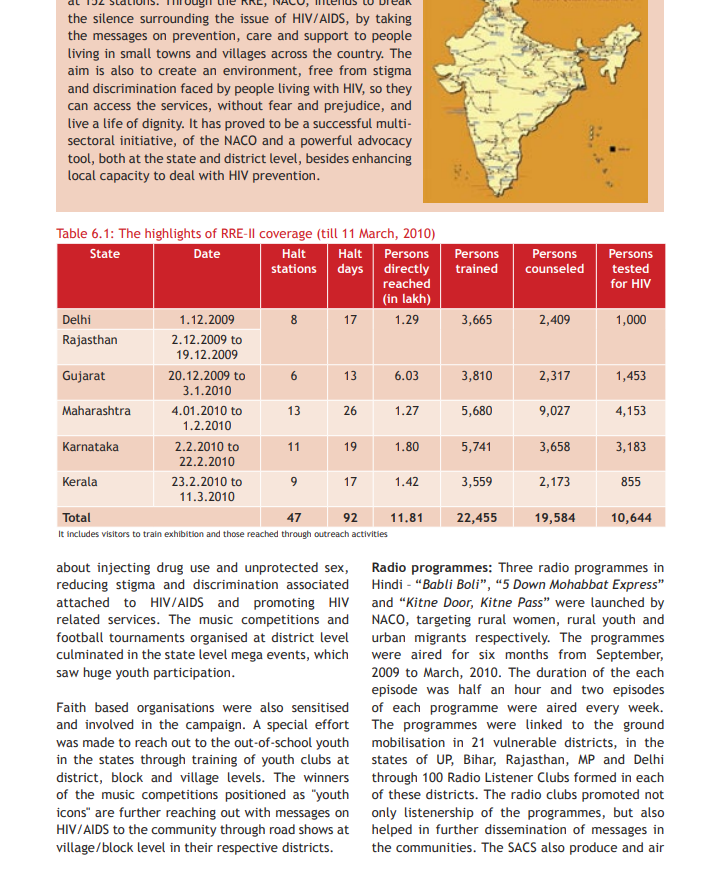 at 152 stations. Through the RRE, NACO, intends to break
the silence surrounding the issue of HIV/AIDS, by taking
the messages on prevention, care and support to people
living in small towns and villages across the country. The
aim is also to create an environment, free from stigma
and discrimination faced by people living with HIV, so they
can access the services, without fear and prejudice, and
live a life of dignity. It has proved to be a successful multi-
sectoral initiative, of the NACO and a powerful advocacy
tool, both at the state and district level, besides enhancing
local capacity to deal with HIV prevention.
Table 6.1: The highlights of RRE-II coverage (till 11 March, 2010)
State Date Halt stations Halt days Persons directly reached (in lakh) Persons trained Persons counseled Persons tested for HIV
Delhi 1.12.2009 8 17 1.29 3,665 2,409 1,000
Rajasthan 2.12.2009 to 19.12.2009
Gujarat 20.12.2009 to 3.1.2010 6 13 6.03 3,810 2,317 1,453
Maharashtra 4.01.2010 to 1.2.2010 13 26 1.27 5,680 9,027 4,153
Karnataka 2.2.2010 to 22.2.2010 11 19 1.80 5,741 3,658 3,183
Kerala 23.2.2010 to 11.3.2010 9 17 1.42 3,559 2,173 855
Total 47 92 11.81 22,455 19,584 10,644
It includes visitors to train exhibition and those reached through outreach activities
about injecting drug use and unprotected sex,
reducing stigma and discrimination associated
attached to HIV/AIDS and promoting HIV
related services. The music competitions and
football tournaments organised at district level
culminated in the state level mega events, which
saw huge youth participation.
Faith based organisations were also sensitised
and involved in the campaign. A special effort
was made to reach out to the out-of-school youth
in the states through training of youth clubs at
district, block and village levels. The winners
of the music competitions positioned as "youth
icons" are further reaching out with messages on
HIV/AIDS to the community through road shows at
village/block level in their respective districts.
Radio programmes: Three radio programmes in
Hindi - “Babli Boli”, “5 Down Mohabbat Express”
and “Kitne Door, Kitne Pass” were launched by
NACO, targeting rural women, rural youth and
urban migrants respectively. The programmes
were aired for six months from September,
2009 to March, 2010. The duration of the each
episode was half an hour and two episodes
of each programme were aired every week.
The programmes were linked to the ground
mobilisation in 21 vulnerable districts, in the
states of UP, Bihar, Rajasthan, MP and Delhi
through 100 Radio Listener Clubs formed in each
of these districts. The radio clubs promoted not
only listenership of the programmes, but also
helped in further dissemination of messages in
the communities. The SACS also produce and air